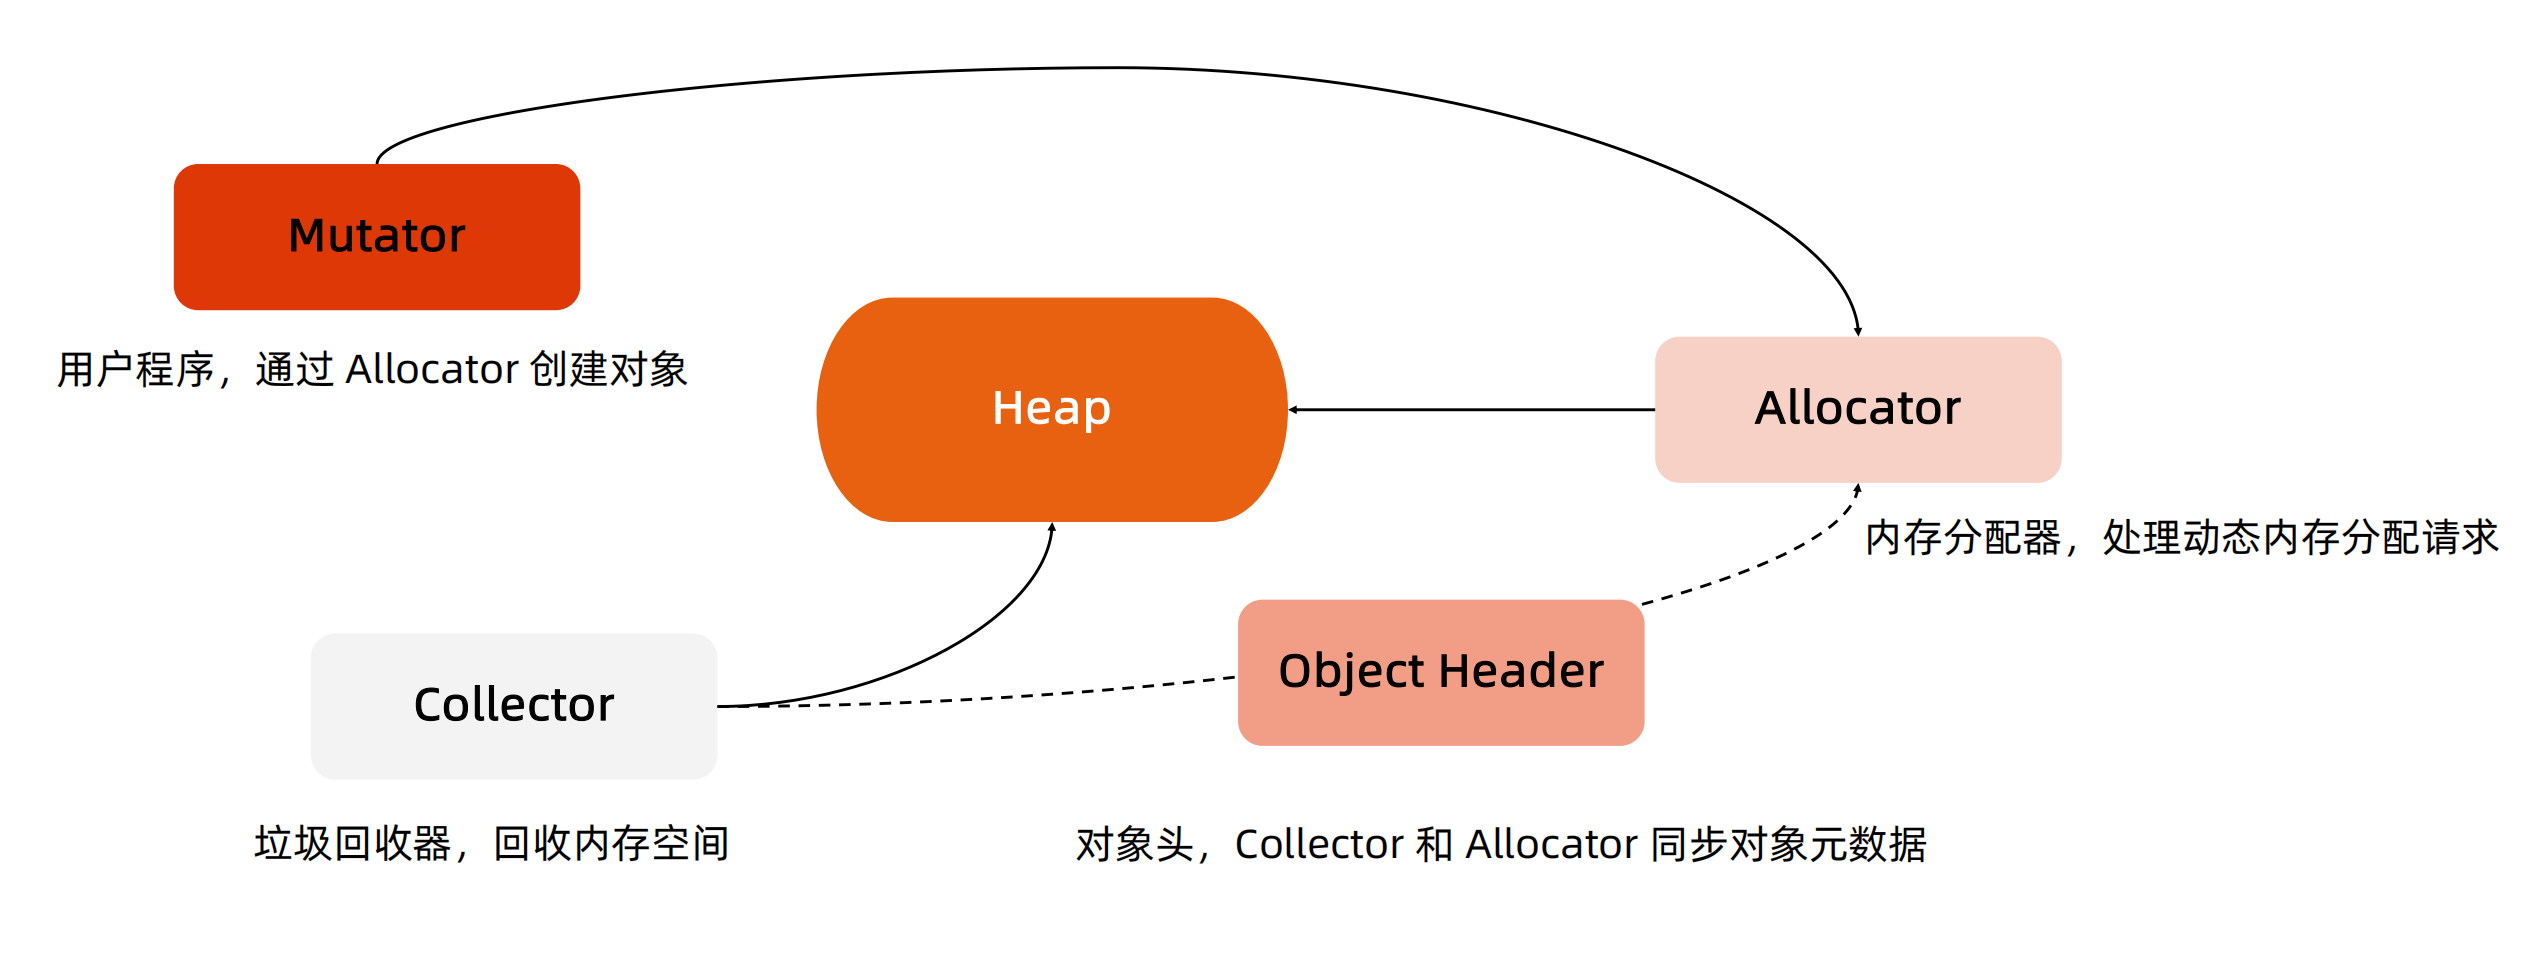 Mutator
用户程序，通过 Allocator 创建对象
Heap
Allocator
内存分配器，处理动态内存分配请求
Collector
Object Header
垃圾回收器，回收内存空间
对象头，Collector 和 Allocator 同步对象元数据